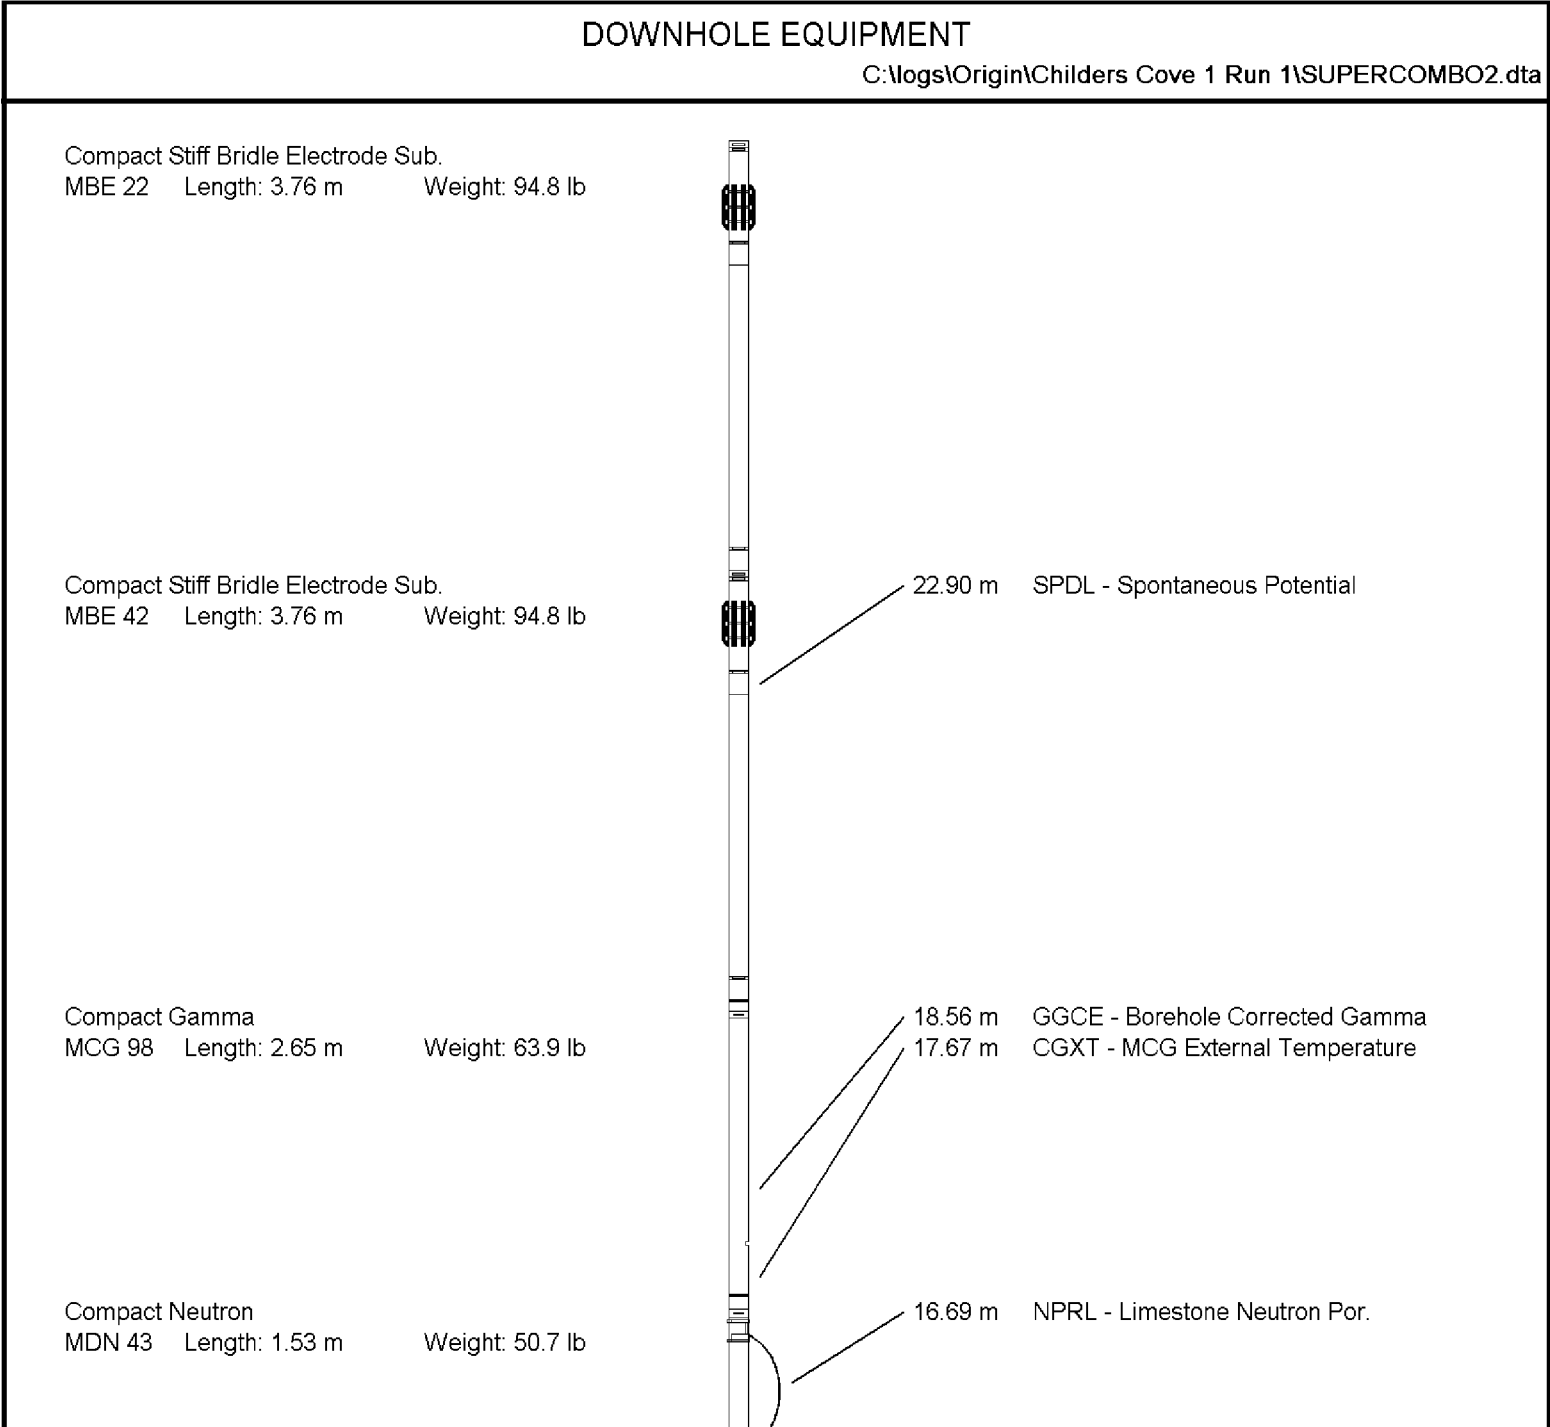 DOWNHOLE EQUIPMENT
C:\logs\Origin\Childers Cove 1 Run 1\SUPERCOMBO2.dta
Compact Stiff Bridle Electrode Sub.
MBE 22 Length: 3.76 m Weight: 94.8 lb
Compact Stiff Bridle Electrode Sub.
22.90 m SPDL - Spontaneous Potential
MBE 42 Length: 3.76 m Weight: 94.8 lb
Compact Gamma
18.56 m GGCE - Borehole Corrected Gamma
MCG 98 Length: 2.65 m Weight: 63.9 lb
17.67 m CGXT - MCG External Temperature
Compact Neutron
16.69 m NPRL - Limestone Neutron Por.
MDN 43 Length: 1.53 m Weight: 50.7 lb